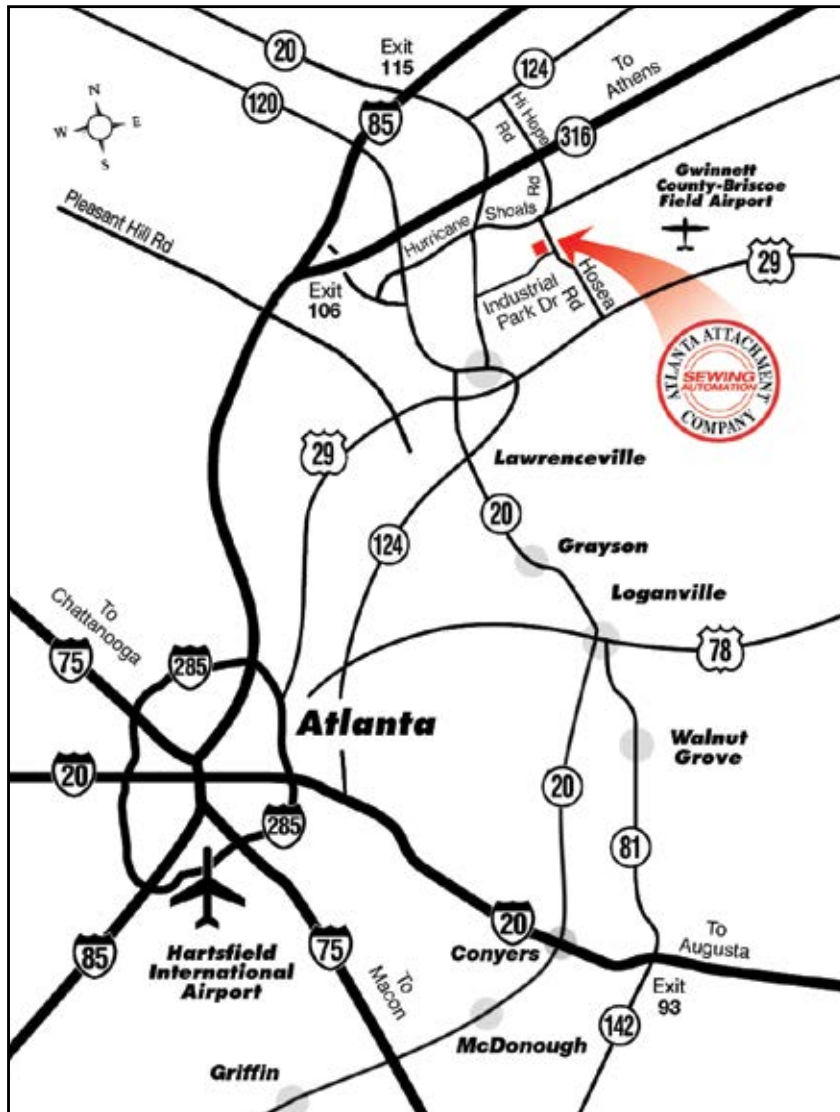 20
Exit
115
124
To
Athens
120
85
Hi Hope
Rd
316
N
W E
S
Rd
Gwinnett
County-Briscoe
Field Airport
Pleasant Hill Rd
Hurricane Shoals
29
Exit
106
Industrial
Park Dr
Hosea
Rd
ATLANTA ATTACHMENT
SEWING
AUTOMATION
COMPANY
29
Lawrenceville
20
124
Grayson
Loganville
To
Chattanooga
75
285
78
Atlanta
Walnut
Grove
20
20
285
81
20
To
Augusta
85
Hartsfield
International
Airport
75
Conyers
To
Macon
Exit
93
142
McDonough
Griffin